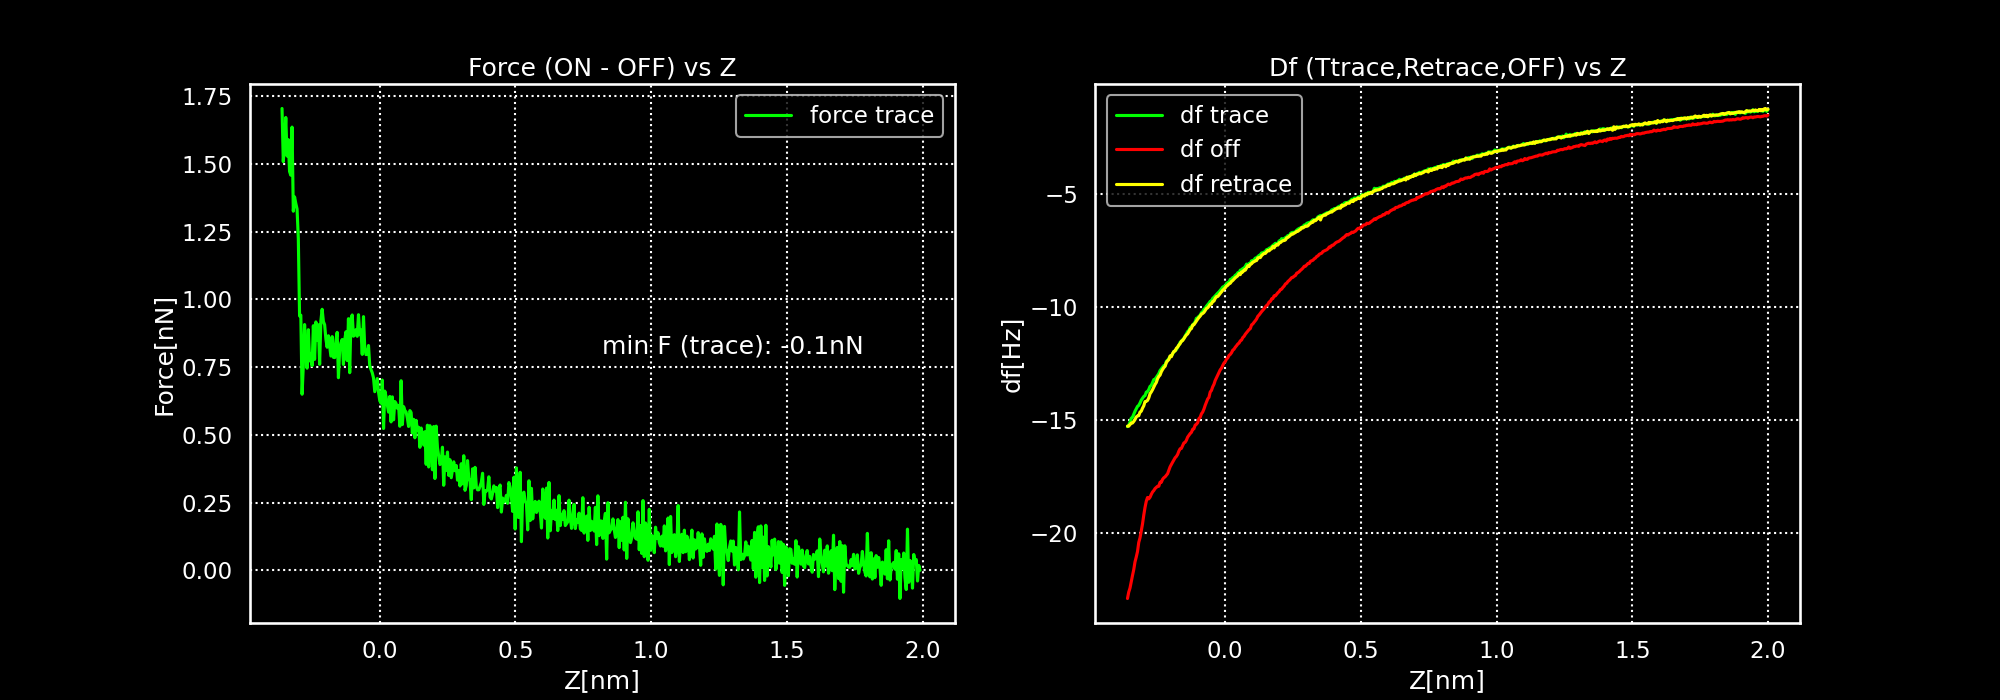 Force (ON - OFF) vs Z
force trace
min F (trace): -0.1nN
1.75
1.50
1.25
1.00
0.75
0.50
0.25
0.00
Force[nN]
0.0 0.5 1.0 1.5 2.0
Z[nm]
Df (Ttrace,Retrace,OFF) vs Z
df trace
df off
df retrace
−5
−10
−15
−20
df[Hz]
0.0 0.5 1.0 1.5 2.0
Z[nm]